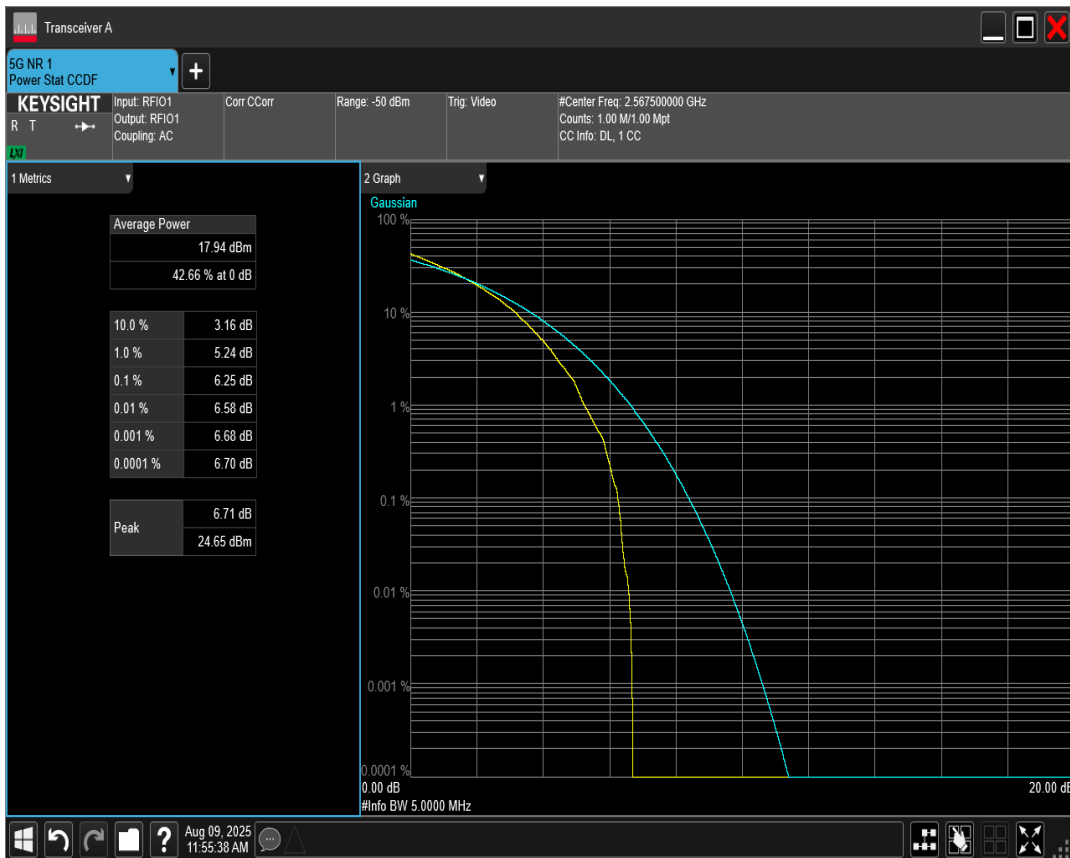 Transceiver A
5G NR 1
Power Stat CCDF
KEYSIGHT
R T
LXI
Input: RFIO1
Output: RFIO1
Coupling: AC
Corr CCorr
Range: -50 dBm
Trig: Video
#Center Freq: 2.567500000 GHz
Counts: 1.00 M/1.00 Mpt
CC Info: DL, 1 CC
1 Metrics
Average Power
17.94 dBm
42.66 % at 0 dB
10.0 % 3.16 dB
1.0 % 5.24 dB
0.1 % 6.25 dB
0.01 % 6.58 dB
0.001 % 6.68 dB
0.0001 % 6.70 dB
Peak
6.71 dB
24.65 dBm
2 Graph
Gaussian
100 %
10 %
1 %
0.1 %
0.01 %
0.001 %
0.0001 %
0.00 dB 20.00 dB
#Info BW 5.0000 MHz
Aug 09, 2025
11:55:38 AM